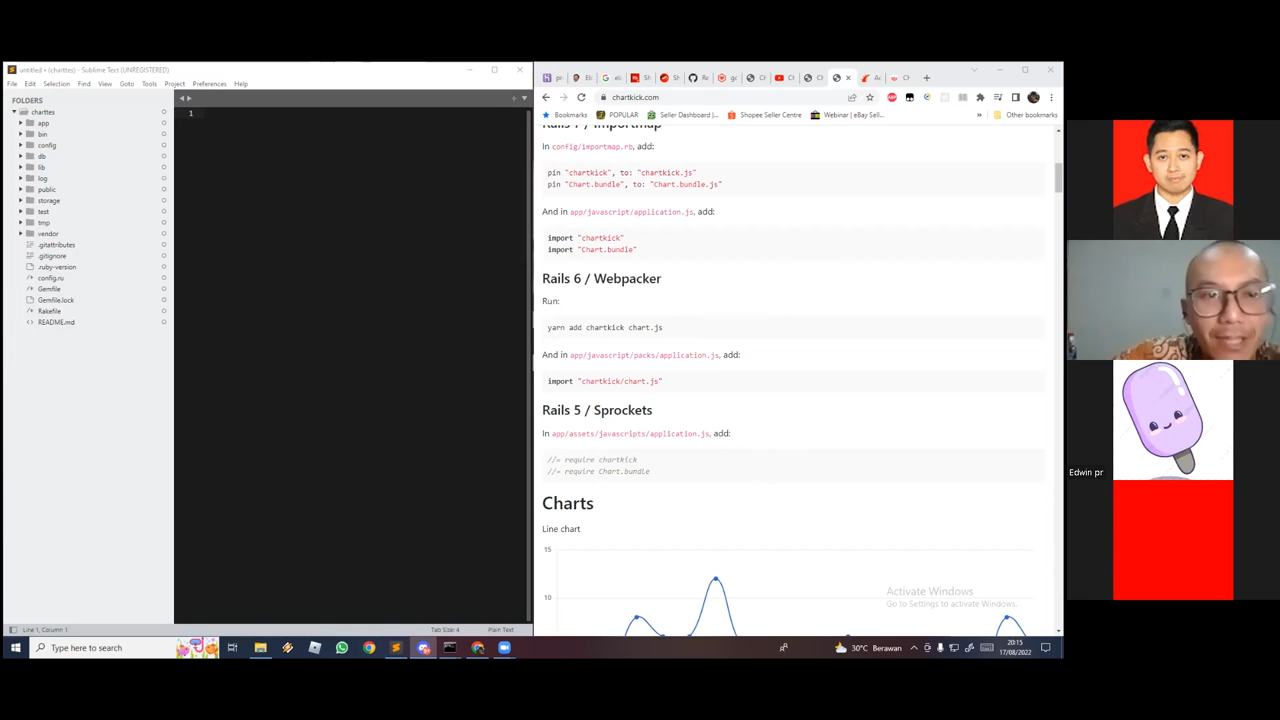 untitled • (charttes) - Sublime Text (UNREGISTERED)
File Edit Selection Find View Goto Tools Project Preferences Help
FOLDERS
charttes
app
bin
config
db
lib
log
public
storage
test
tmp
vendor
.gitattributes
.gitignore
.ruby-version
config.ru
Gemfile
Gemfile.lock
Rakefile
README.md
1
Line 1, Column 1
Tab Size: 4
Plain Text
chartkick.com
Bookmarks
POPULAR
Seller Dashboard |...
Shopee Seller Centre
Webinar | eBay Sell...
»
Other bookmarks
Rails 7 / Importmap
In config/importmap.rb, add:
pin "chartkick", to: "chartkick.js"
pin "Chart.bundle", to: "Chart.bundle.js"
And in app/javascript/application.js, add:
import "chartkick"
import "Chart.bundle"
Rails 6 / Webpacker
Run:
yarn add chartkick chart.js
And in app/javascript/packs/application.js, add:
import "chartkick/chart.js"
Rails 5 / Sprockets
In app/assets/javascripts/application.js, add:
//= require chartkick
//= require Chart.bundle
Charts
Line chart
15
10
Activate Windows
Go to Settings to activate Windows.
Type here to search
30°C Berawan
20:15
17/08/2022
Edwin pr